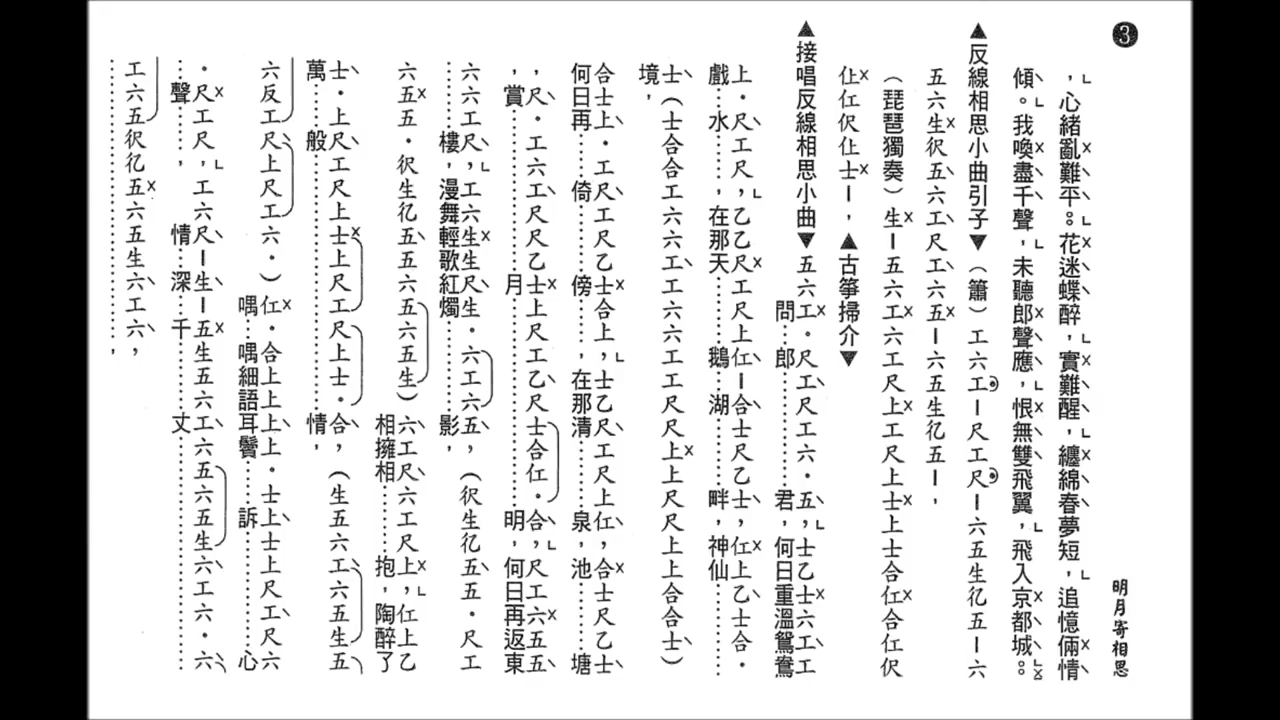 ❸
明月寄相思
，心緒亂難平。花迷蝶醉，實難醒，纏綿春夢短，追憶倆情
傾。我喚盡千聲，未聽郎聲應，恨無雙飛翼，飛入京都城。
▲反線相思小曲引子▼（簫）工六工—尺工尺—六五生亿五—六
五六生伬五六工尺工六五—六五生亿五—，
（琵琶獨奏）生—五六工六工尺上工尺上士上士合仜合仜伬
仩仜伬仩士—，▲古箏掃介▼
▲接唱反線相思小曲▼五六工．尺工尺工六．五，士乙士六工工
問……郎……君，何日重溫鴛鴦
上．尺工尺，乙乙尺工尺上仜—合士尺乙士，仜上乙士合．
戲……水……，在那天……鵝……湖……畔，神仙……
士（士合合工六六工工六六工工尺尺上上尺尺上上合合士）
境，
合士上．工尺工尺乙士合上，士乙尺工尺上仜，合士尺乙士
何日再……倚……傍……，在那清……泉，池……塘
，尺．工六工尺尺乙士上尺工乙尺士合仜．合，尺工六五五
，賞……月……明，何日再返東
六六工尺，工六生生尺生．六工六五，（伬生亿五五．尺工
……樓，漫舞輕歌紅燭……影，
六五五．伬生亿五五六五六五生）六工尺六工尺上，仜上乙
相擁相……抱，陶醉了
士．上尺工尺上士上尺工尺上士．合，（生五六工六五生五
萬……般……情，
六反工尺上尺工六．）仜．合上上上上．士上士上尺工尺六
喁．喁細語耳鬢……訴……心
．尺工尺，工六尺—生—五生五六工六五六五生六工六．六
……聲……，情……深……千……丈……
工六五伬亿五六五生六工六，
……，